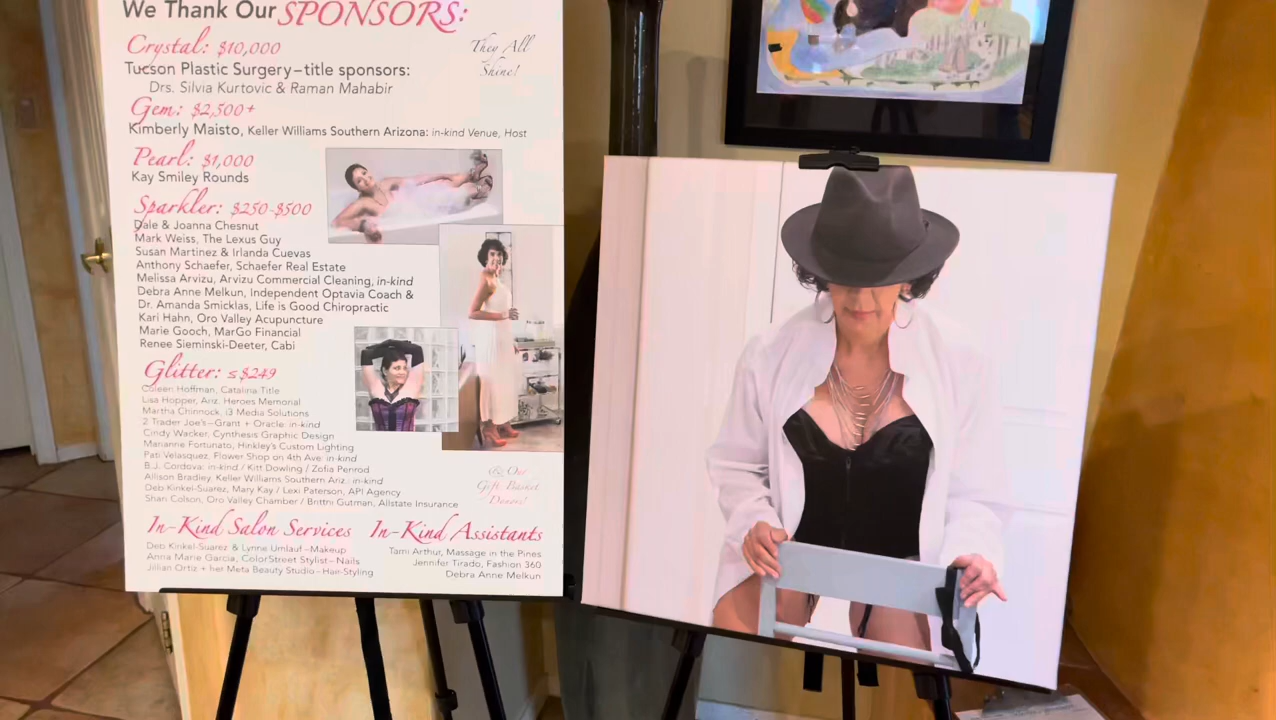 We Thank Our SPONSORS:
They All
Shine!
Crystal: $10,000
Tucson Plastic Surgery – title sponsors:
Drs. Silvia Kurtovic & Raman Mahabir
Gem: $2,500+
Kimberly Maisto, Keller Williams Southern Arizona: in-kind Venue, Host
Pearl: $1,000
Kay Smiley Rounds
Sparkler: $250-$500
Dale & Joanna Chesnut
Mark Weiss, The Lexus Guy
Susan Martinez & Irlanda Cuevas
Anthony Schaefer, Schaefer Real Estate
Melissa Arvizu, Arvizu Commercial Cleaning, in-kind
Debra Anne Melkun, Independent Optavia Coach &
Dr. Amanda Smicklas, Life is Good Chiropractic
Kari Hahn, Oro Valley Acupuncture
Marie Gooch, MarGo Financial
Renee Sieminski-Deeter, Cabi
Glitter: ≤ $249
Coleen Hoffman, Catalina Title
Lisa Hopper, Ariz. Heroes Memorial
Martha Chinnock, i3 Media Solutions
2 Trader Joe's – Grant + Oracle: in-kind
Cindy Wacker, Cynthesis Graphic Design
Marianne Fortunato, Hinkley's Custom Lighting
Pati Velasquez, Flower Shop on 4th Ave: in-kind
B.J. Cordova: in-kind / Kitt Dowling / Zofia Penrod
Allison Bradley, Keller Williams Southern Ariz.: in-kind
Deb Kinkel-Suarez, Mary Kay / Lexi Paterson, API Agency
Shari Colson, Oro Valley Chamber / Brittni Gutman, Allstate Insurance
(& Our
Gift Basket
Donors!
In-Kind Salon Services
Deb Kinkel-Suarez & Lynne Umlauf – Makeup
Anna Marie Garcia, ColorStreet Stylist – Nails
Jillian Ortiz + her Meta Beauty Studio – Hair-Styling
In-Kind Assistants
Tami Arthur, Massage in the Pines
Jennifer Tirado, Fashion 360
Debra Anne Melkun